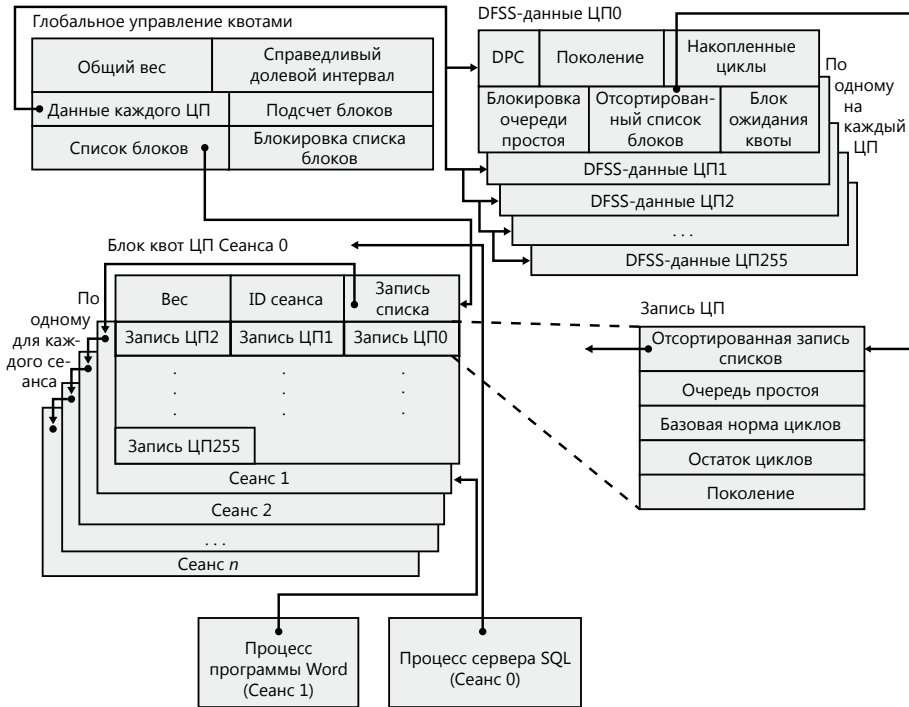 Глобальное управление квотами
Общий вес
Справедливый
долевой интервал
Данные каждого ЦП
Подсчет блоков
Список блоков
Блокировка списка
блоков
DFSS-данные ЦП0
DPC
Поколение
Накопленные
циклы
Блокировка
очереди
простоя
Отсортирован-
ный список
блоков
Блок
ожидания
квоты
По
одному
на
каждый
ЦП
DFSS-данные ЦП1
DFSS-данные ЦП2
. . .
DFSS-данные ЦП255
Блок квот ЦП Сеанса 0
По
одному
для каж-
дого се-
анса
Вес
ID сеанса
Запись
списка
Запись ЦП2
Запись ЦП1
Запись ЦП0
. . .
. . .
. . .
Запись ЦП255
Сеанс 1
Сеанс 2
. . .
Сеанс n
Запись ЦП
Отсортированная запись
списков
Очередь простоя
Базовая норма циклов
Остаток циклов
Поколение
Процесс
программы Word
(Сеанс 1)
Процесс сервера SQL
(Сеанс 0)